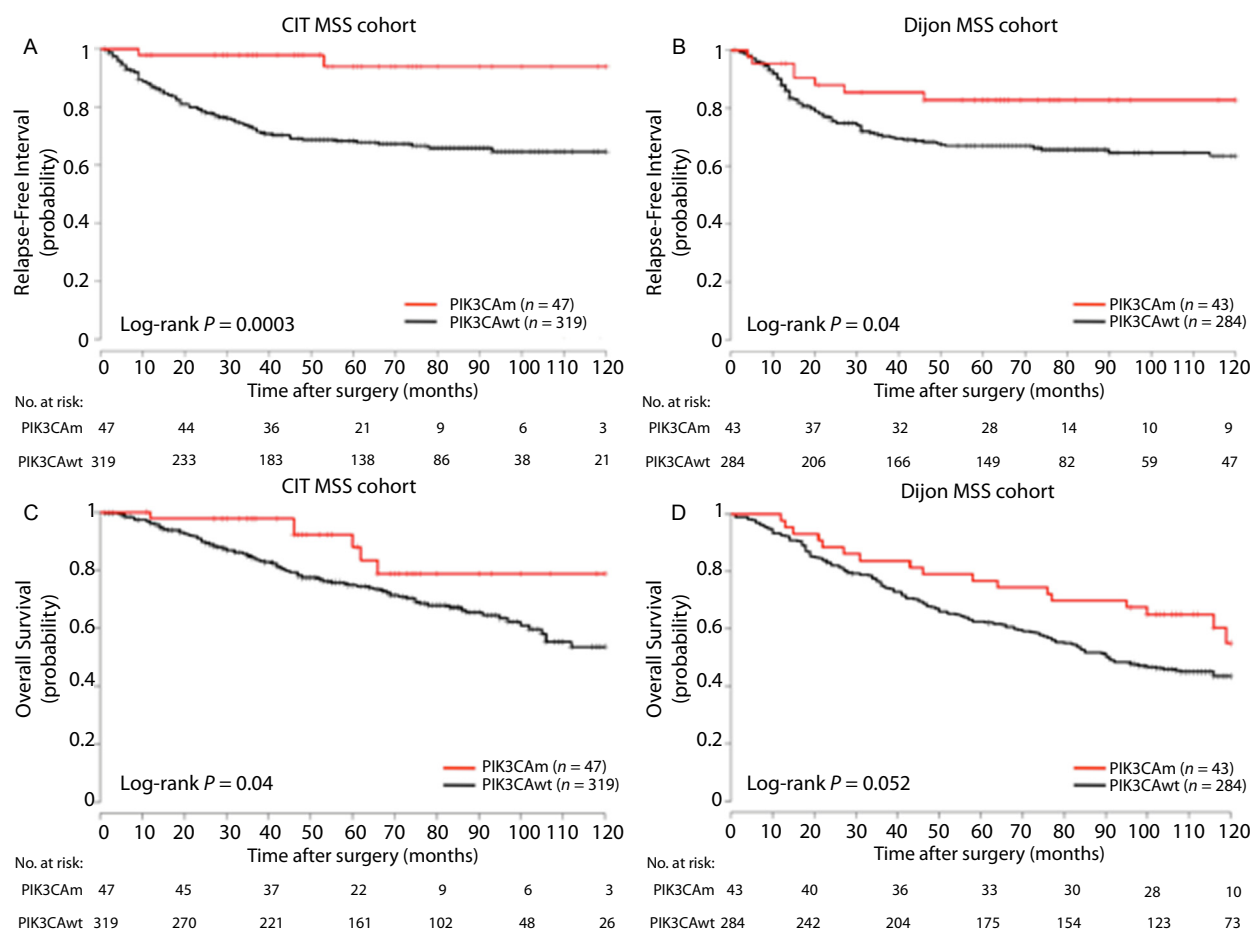 CIT MSS cohort
A
1
0.8
0.6
0.4
0.2
0
Relapse-Free Interval
(probability)
PIK3CAm (n = 47)
PIK3CAwt (n = 319)
Log-rank P = 0.0003
0 10 20 30 40 50 60 70 80 90 100 110 120
Time after surgery (months)
No. at risk:
PIK3CAm 47 44 36 21 9 6 3
PIK3CAwt 319 233 183 138 86 38 21
Dijon MSS cohort
B
1
0.8
0.6
0.4
0.2
0
Relapse-Free Interval
(probability)
PIK3CAm (n = 43)
PIK3CAwt (n = 284)
Log-rank P = 0.04
0 10 20 30 40 50 60 70 80 90 100 110 120
Time after surgery (months)
No. at risk:
PIK3CAm 43 37 32 28 14 10 9
PIK3CAwt 284 206 166 149 82 59 47
CIT MSS cohort
C
1
0.8
0.6
0.4
0.2
0
Overall Survival
(probability)
PIK3CAm (n = 47)
PIK3CAwt (n = 319)
Log-rank P = 0.04
0 10 20 30 40 50 60 70 80 90 100 110 120
Time after surgery (months)
No. at risk:
PIK3CAm 47 45 37 22 9 6 3
PIK3CAwt 319 270 221 161 102 48 26
Dijon MSS cohort
D
1
0.8
0.6
0.4
0.2
0
Overall Survival
(probability)
PIK3CAm (n = 43)
PIK3CAwt (n = 284)
Log-rank P = 0.052
0 10 20 30 40 50 60 70 80 90 100 110 120
Time after surgery (months)
No. at risk:
PIK3CAm 43 40 36 33 30 28 10
PIK3CAwt 284 242 204 175 154 123 73